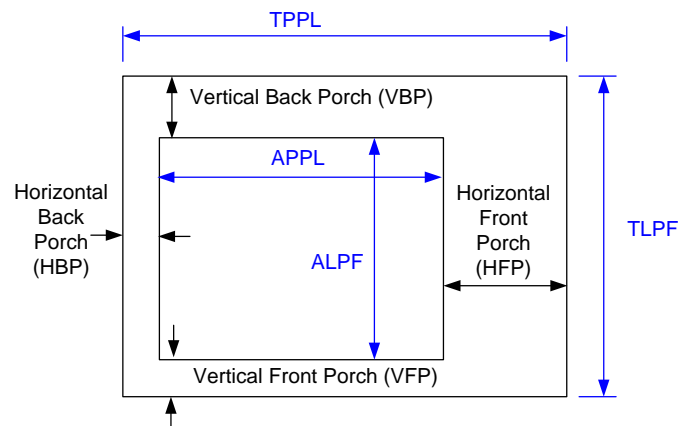 TPPL
Vertical Back Porch (VBP)
APPL
Horizontal
Back
Porch
(HBP)
Horizontal
Front
Porch
(HFP)
TLPF
ALPF
Vertical Front Porch (VFP)